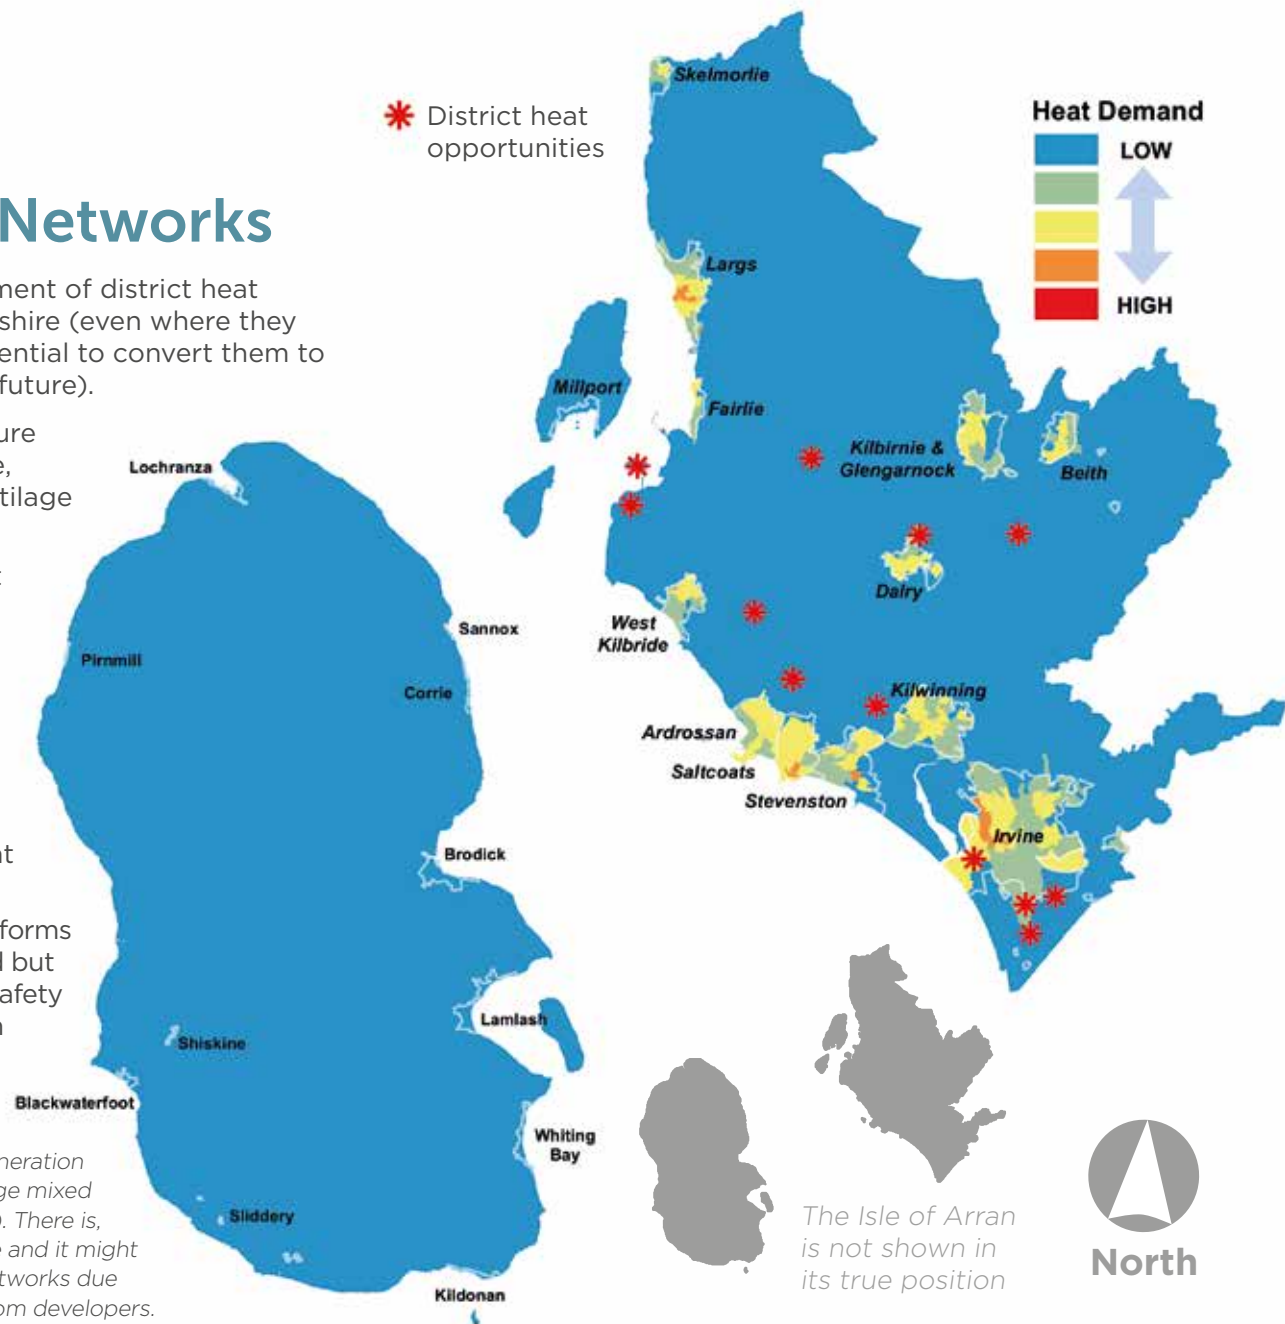 Networks
ment of district heat
shire (even where they
ential to convert them to
future).
ure
e,
tilage
t
at
forms
d but
afety
n
neration
ge mixed
). There is,
e and it might
tworks due
om developers.
District heat
opportunities
Heat Demand
LOW
HIGH
Skelmorlie
Largs
Millport
Fairlie
Kilbirnie &
Glengarnock
Beith
Dalry
West
Kilbride
Kilwinning
Ardrossan
Saltcoats
Stevenston
Irvine
Lochranza
Sannox
Pirnmill
Corrie
Brodick
Lamlash
Shiskine
Blackwaterfoot
Whiting
Bay
Sliddery
Kildonan
The Isle of Arran
is not shown in
its true position
North